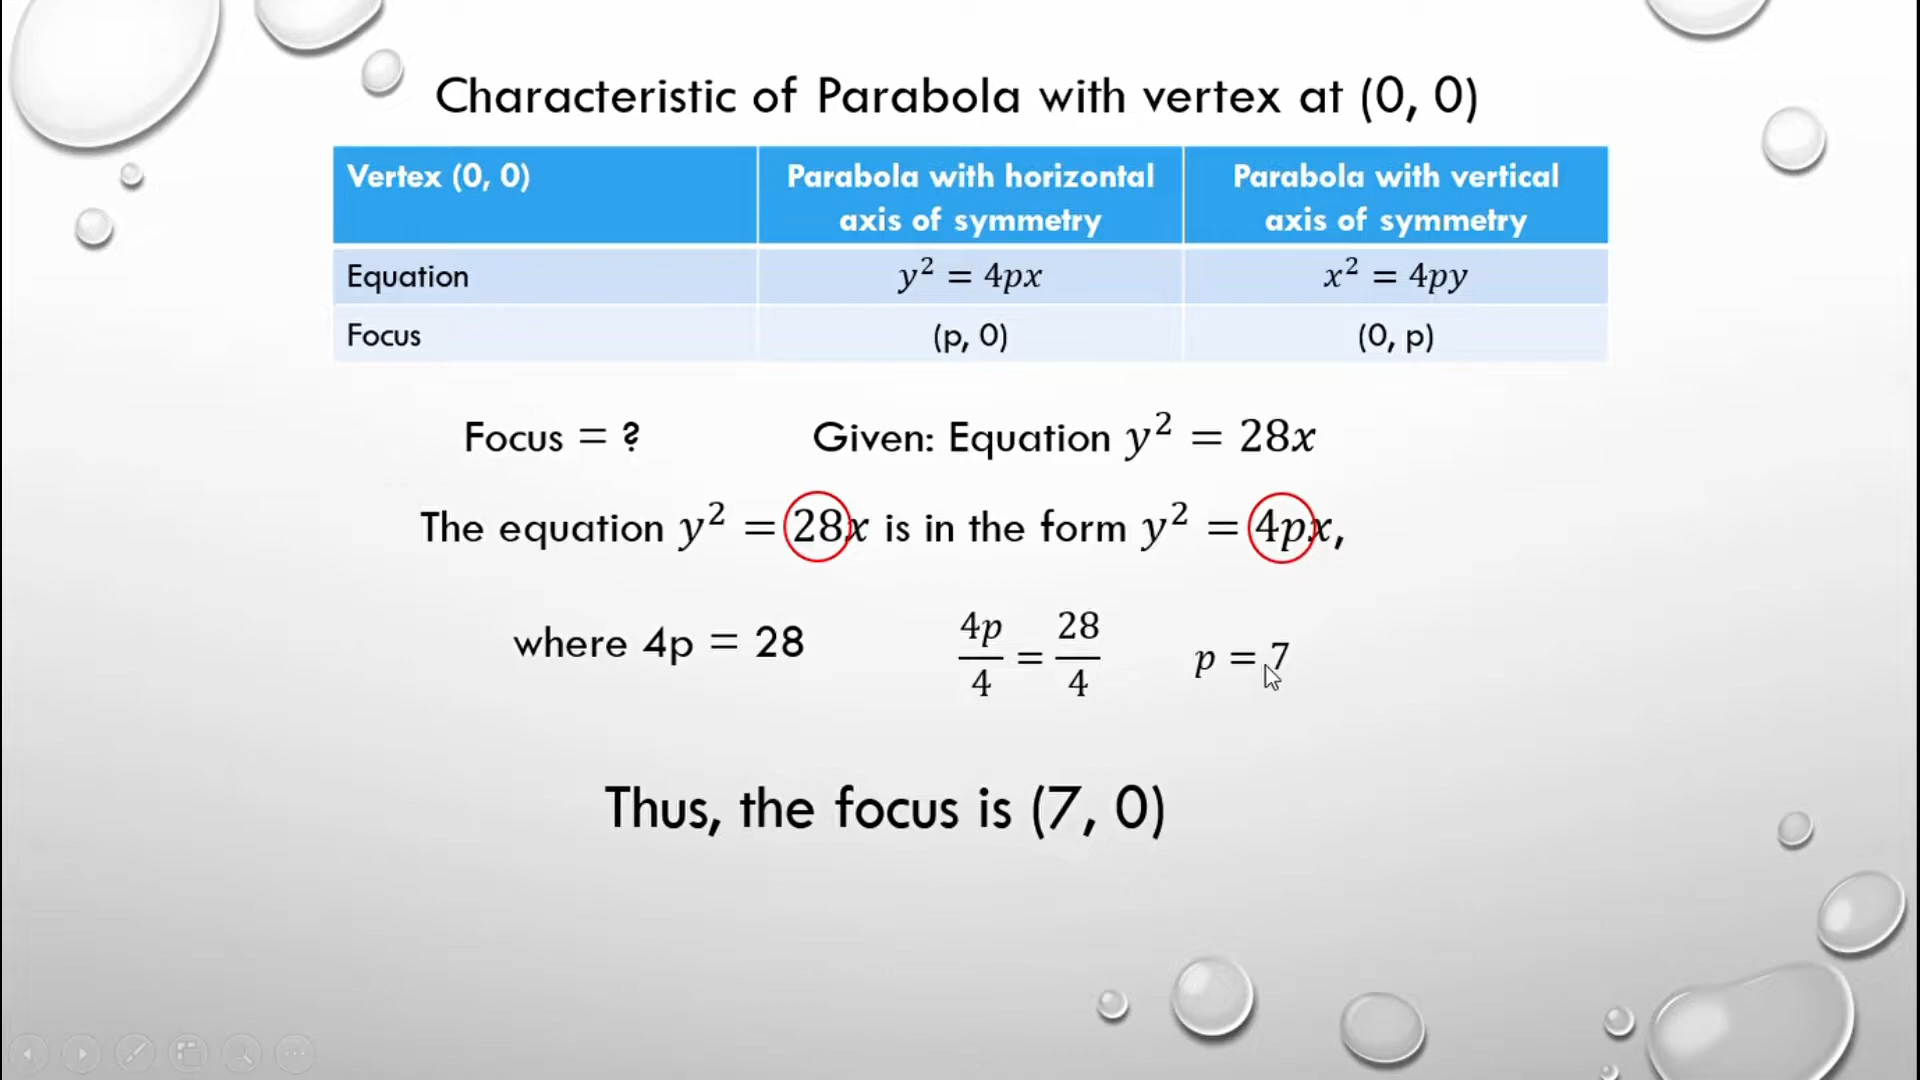 Characteristic of Parabola with vertex at (0, 0)
Vertex (0, 0)
Parabola with horizontal
axis of symmetry
Parabola with vertical
axis of symmetry
Equation
y² = 4px
x² = 4py
Focus
(p, 0)
(0, p)
Focus = ?
Given: Equation y² = 28x
The equation y² = 28x is in the form y² = 4px,
where 4p = 28
4p/4 = 28/4
p = 7
Thus, the focus is (7, 0)